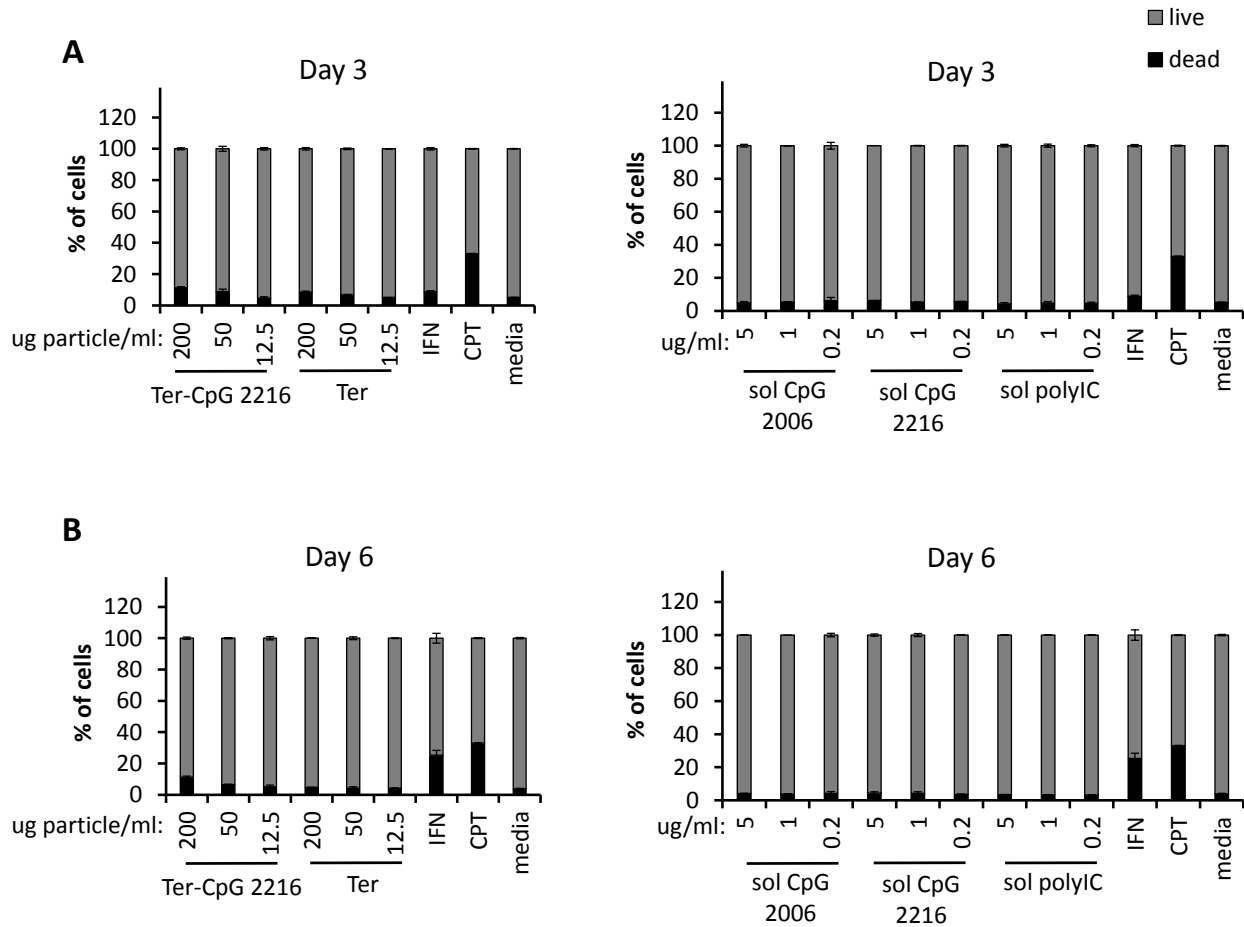 live
dead
A
Day 3
% of cells
120
100
80
60
40
20
0
ug particle/ml:
200
50
12.5
200
50
12.5
IFN
CPT
media
Ter-CpG 2216
Ter
Day 3
% of cells
120
100
80
60
40
20
0
ug/ml:
5
1
0.2
5
1
0.2
5
1
0.2
IFN
CPT
media
sol CpG
2006
sol CpG
2216
sol polyIC
B
Day 6
% of cells
120
100
80
60
40
20
0
ug particle/ml:
200
50
12.5
200
50
12.5
IFN
CPT
media
Ter-CpG 2216
Ter
Day 6
% of cells
120
100
80
60
40
20
0
ug/ml:
5
1
0.2
5
1
0.2
5
1
0.2
IFN
CPT
media
sol CpG
2006
sol CpG
2216
sol polyIC